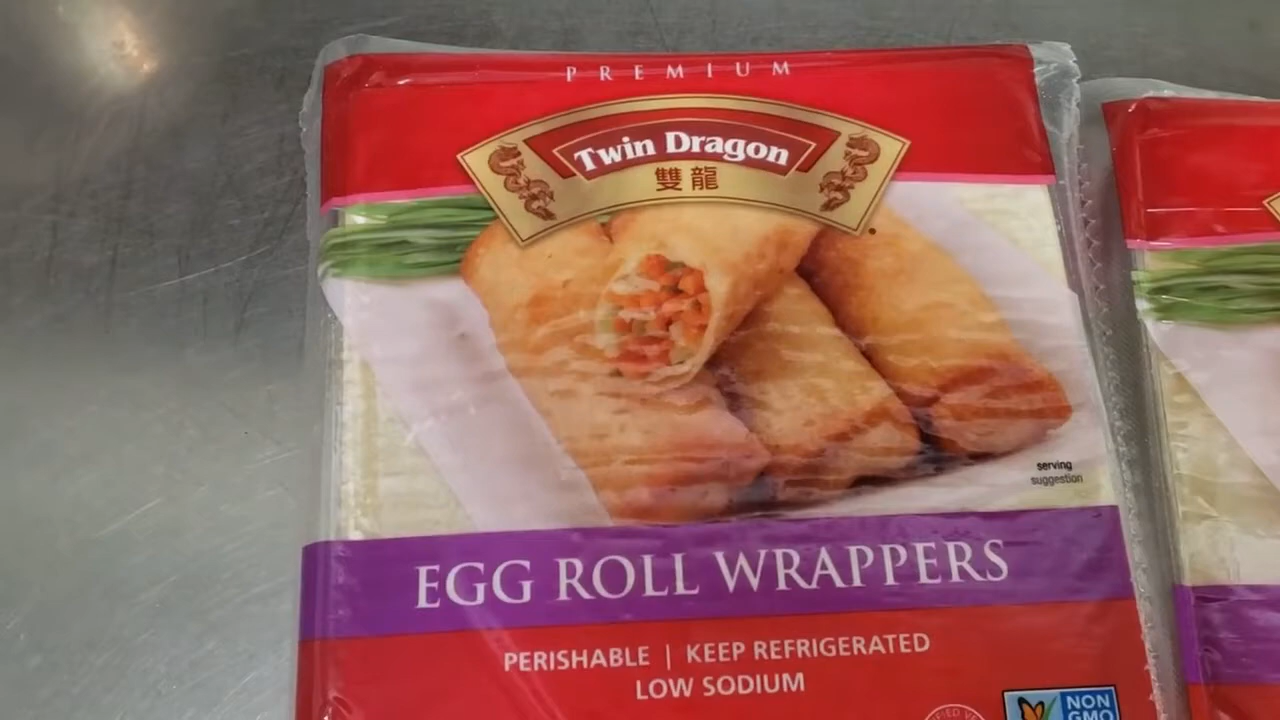 PREMIUM
Twin Dragon
雙龍
serving
suggestion
EGG ROLL WRAPPERS
PERISHABLE | KEEP REFRIGERATED
LOW SODIUM
NON
GMO